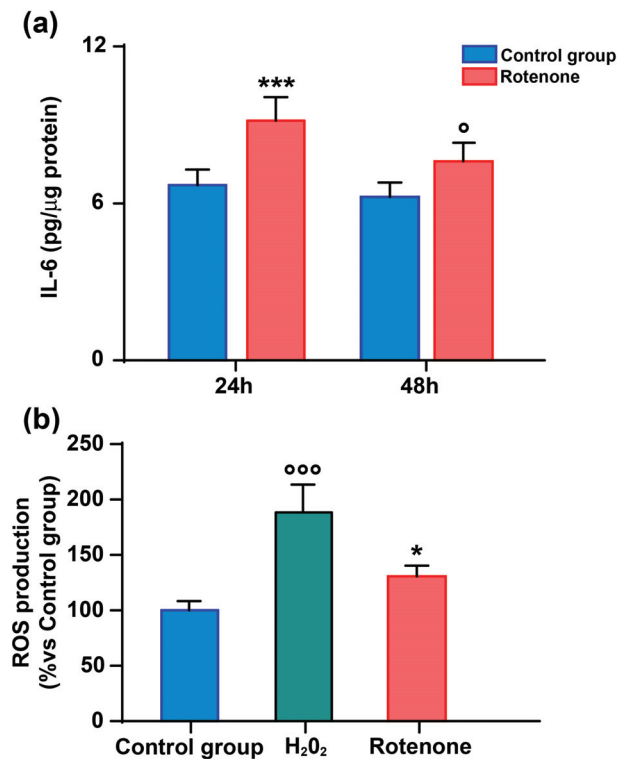 (a)
12
6
0
IL-6 (pg/μg protein)
***
°
Control group
Rotenone
24h
48h
(b)
250
200
150
100
50
0
ROS production
(%vs Control group)
°°°
*
Control group
H₂0₂
Rotenone